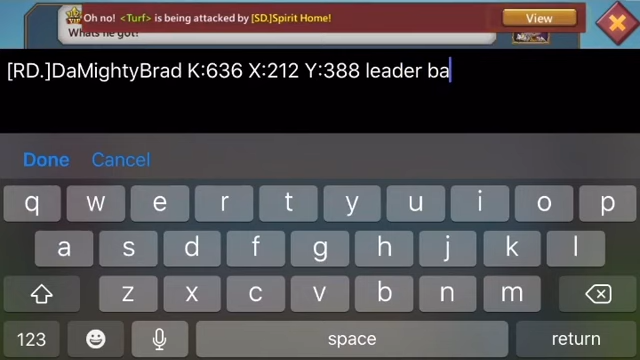 VIP
Oh no! <Turf> is being attacked by [SD.]Spirit Home!
View
Whats he got?
[RD.]DaMightyBrad K:636 X:212 Y:388 leader ba
Done Cancel
q w e r t y u i o p
a s d f g h j k l
z x c v b n m
123 space return